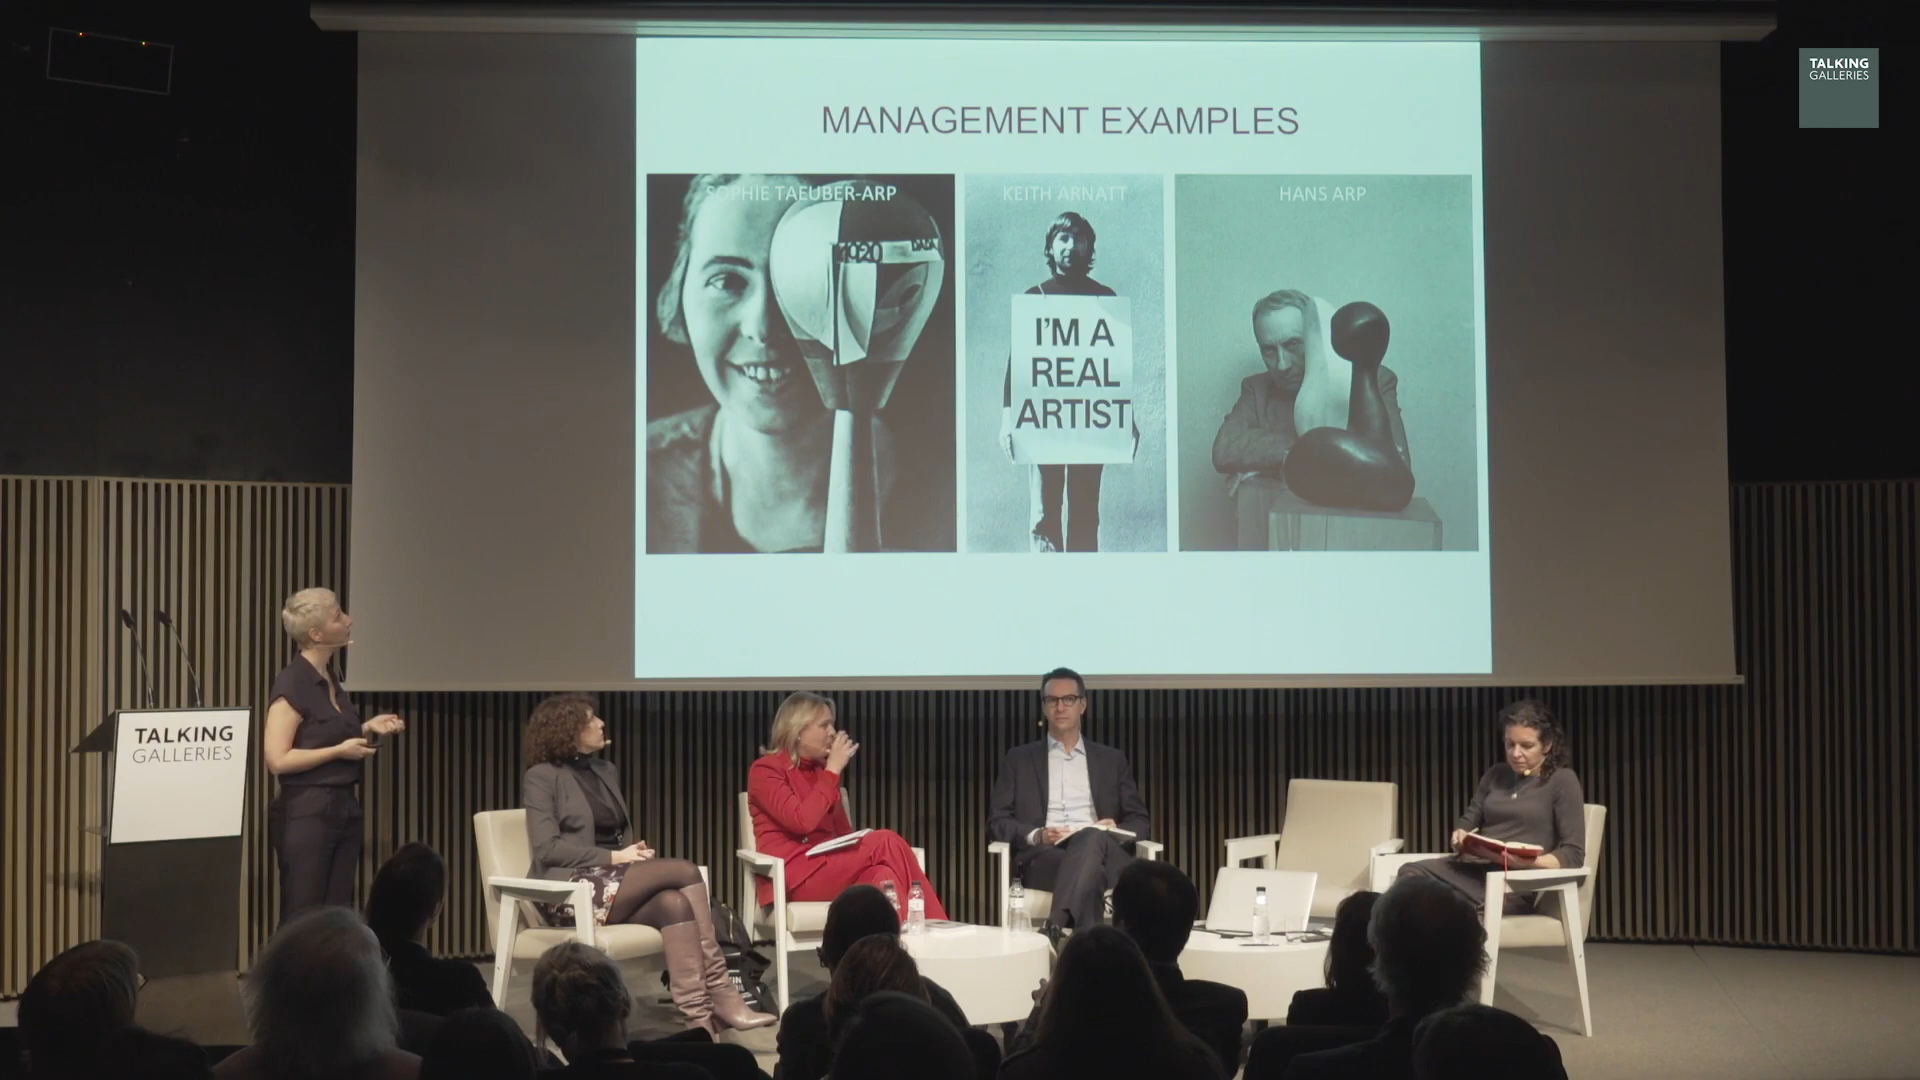 TALKING
GALLERIES
MANAGEMENT EXAMPLES
SOPHIE TAEUBER-ARP
KEITH ARNATT
HANS ARP
1920
DADA
I'M A
REAL
ARTIST
TALKING
GALLERIES